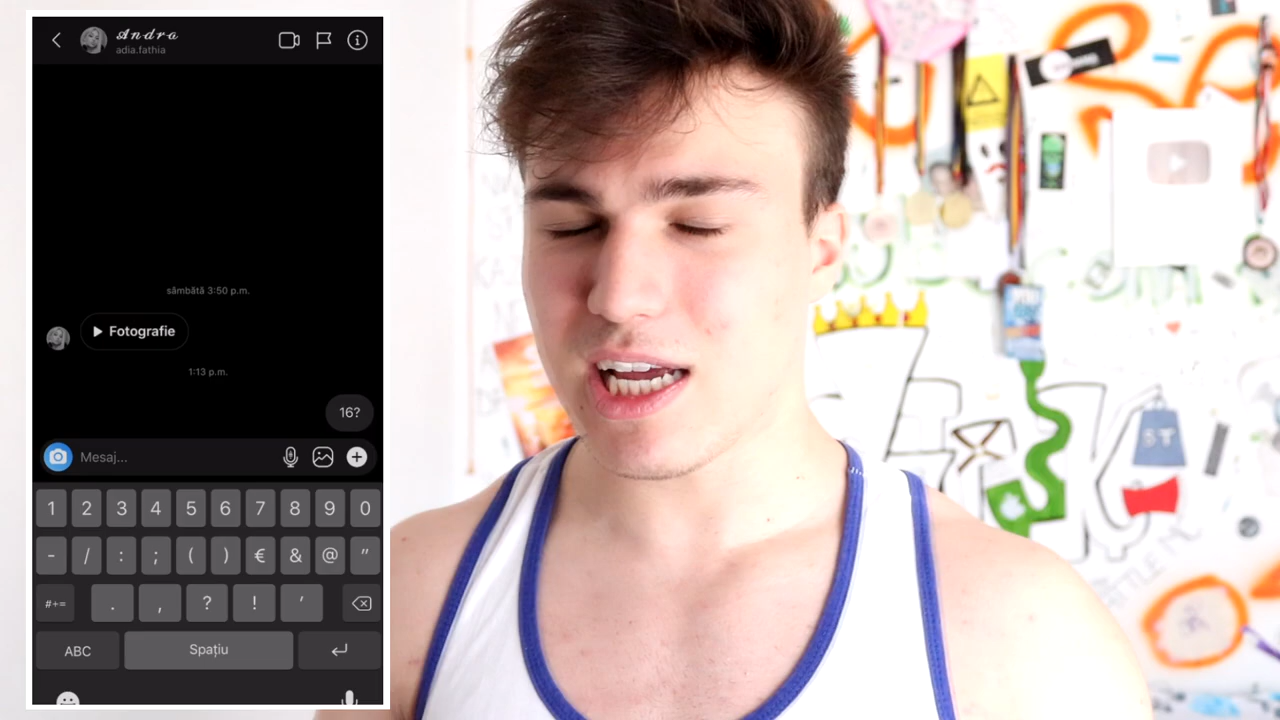 𝓐𝓷𝓭𝓻𝓪
adia.fathia
sâmbătă 3:50 p.m.
Fotografie
1:13 p.m.
16?
Mesaj...
1 2 3 4 5 6 7 8 9 0
- / : ; ( ) € & @ "
#+= . , ? ! ' 
ABC Spațiu
ST